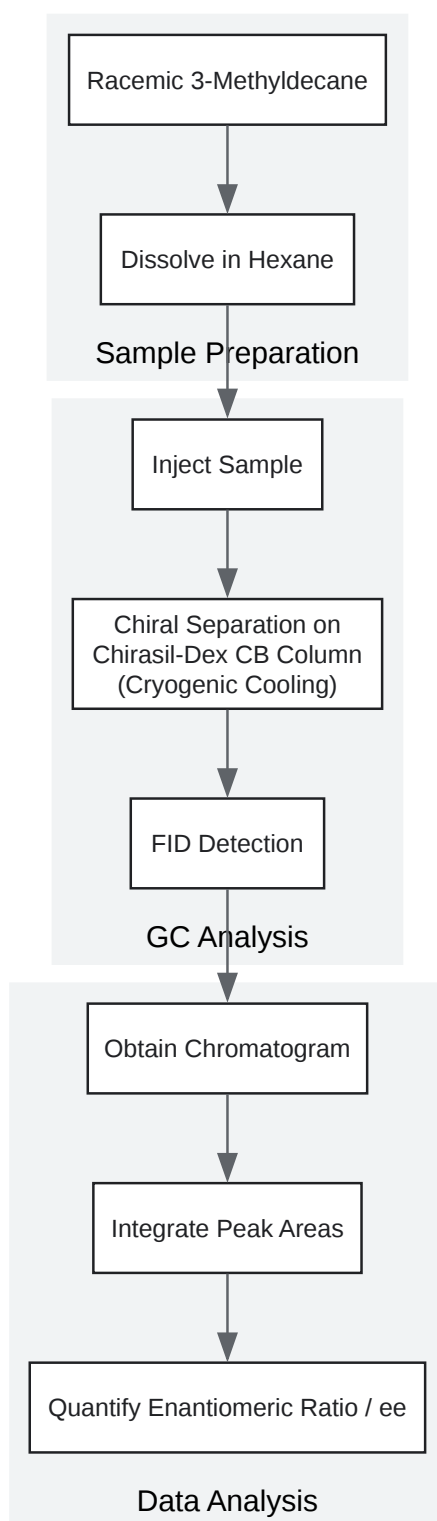 Racemic 3-Methyldecane
Dissolve in Hexane
Sample Preparation
Inject Sample
Chiral Separation on
Chirasil-Dex CB Column
(Cryogenic Cooling)
FID Detection
GC Analysis
Obtain Chromatogram
Integrate Peak Areas
Quantify Enantiomeric Ratio / ee
Data Analysis